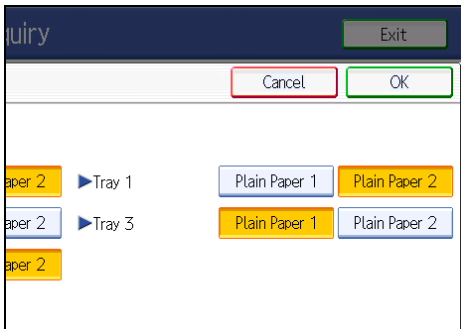 quiry Exit
Cancel OK
aper 2 ▶Tray 1 Plain Paper 1 Plain Paper 2
aper 2 ▶Tray 3 Plain Paper 1 Plain Paper 2
aper 2